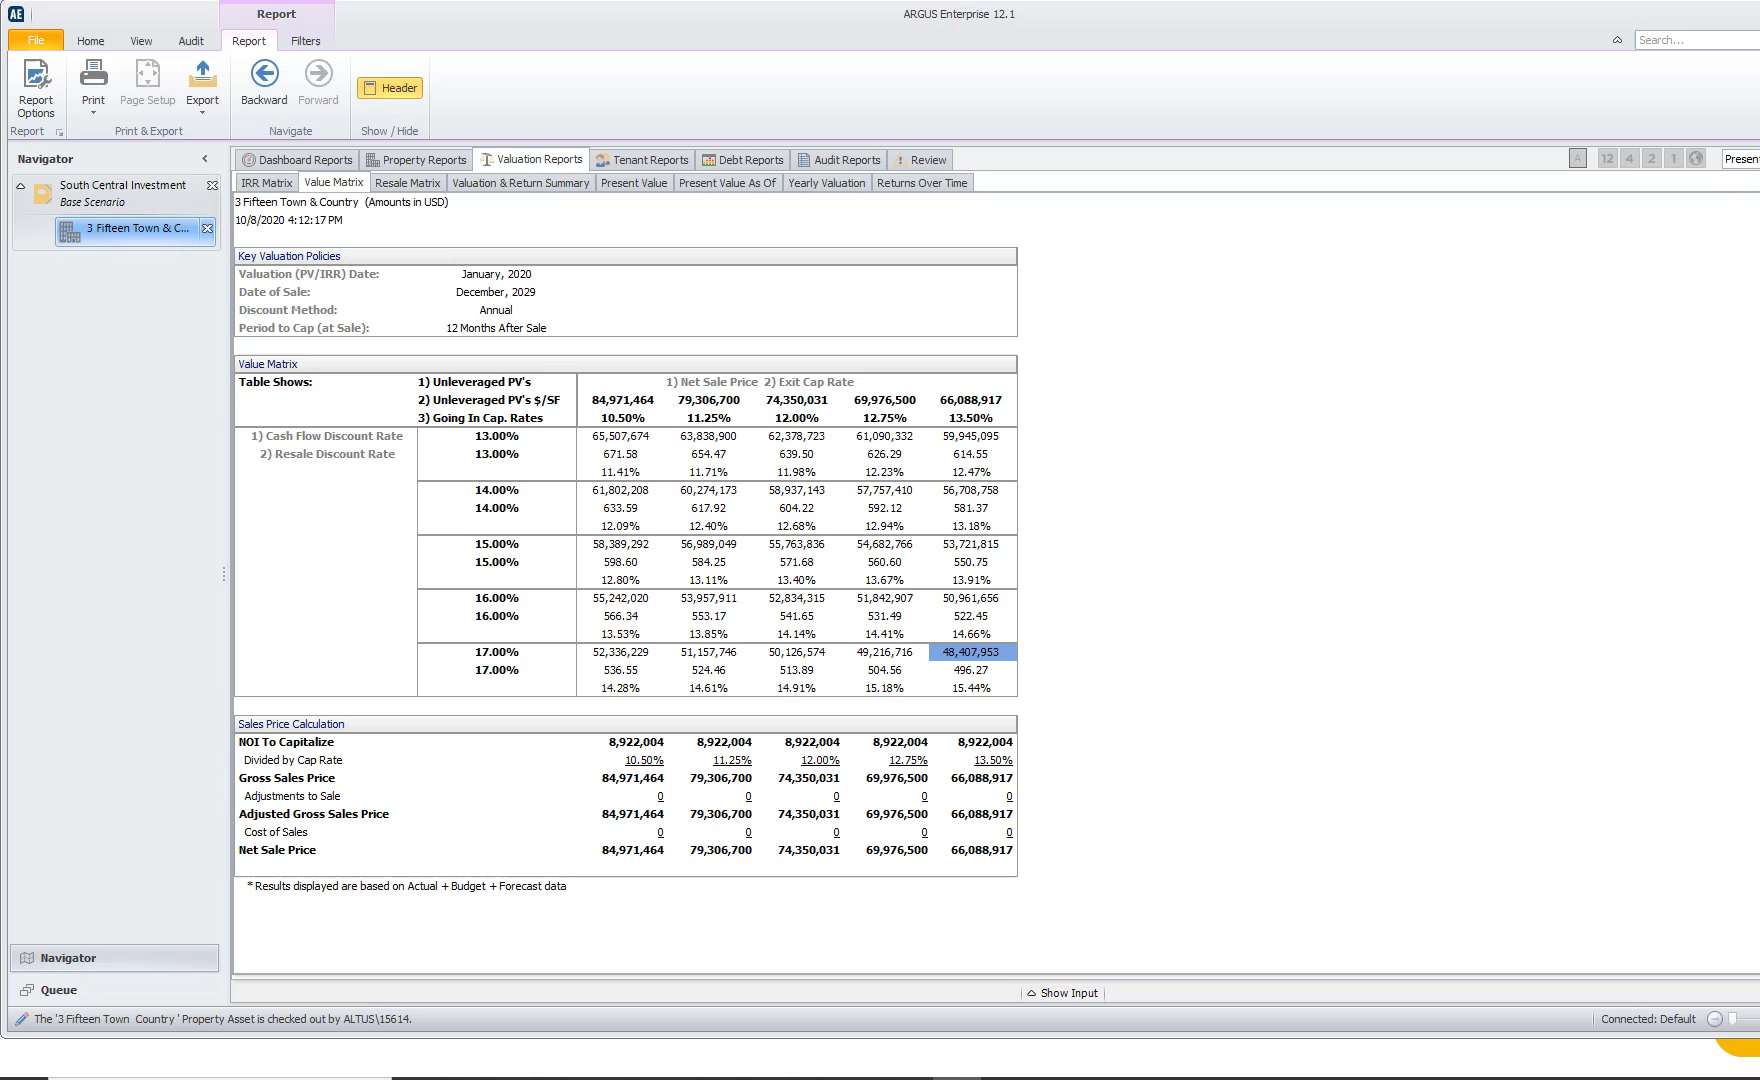 AE
Report
ARGUS Enterprise 12.1
File Home View Audit Report Filters
Search...
Report Options
Print
Page Setup
Export
Backward
Forward
Header
Report
Print & Export
Navigate
Show / Hide
Navigator
South Central Investment
Base Scenario
3 Fifteen Town & C...
Dashboard Reports Property Reports Valuation Reports Tenant Reports Debt Reports Audit Reports Review
A 12 4 2 1
Present
IRR Matrix Value Matrix Resale Matrix Valuation & Return Summary Present Value Present Value As Of Yearly Valuation Returns Over Time
3 Fifteen Town & Country (Amounts in USD)
10/8/2020 4:12:17 PM
Key Valuation Policies
Valuation (PV/IRR) Date: January, 2020
Date of Sale: December, 2029
Discount Method: Annual
Period to Cap (at Sale): 12 Months After Sale
Value Matrix
Table Shows: 1) Unleveraged PV's 1) Net Sale Price 2) Exit Cap Rate
2) Unleveraged PV's $/SF 84,971,464 79,306,700 74,350,031 69,976,500 66,088,917
3) Going In Cap. Rates 10.50% 11.25% 12.00% 12.75% 13.50%
1) Cash Flow Discount Rate 13.00% 65,507,674 63,838,900 62,378,723 61,090,332 59,945,095
2) Resale Discount Rate 13.00% 671.58 654.47 639.50 626.29 614.55
11.41% 11.71% 11.98% 12.23% 12.47%
14.00% 61,802,208 60,274,173 58,937,143 57,757,410 56,708,758
14.00% 633.59 617.92 604.22 592.12 581.37
12.09% 12.40% 12.68% 12.94% 13.18%
15.00% 58,389,292 56,989,049 55,763,836 54,682,766 53,721,815
15.00% 598.60 584.25 571.68 560.60 550.75
12.80% 13.11% 13.40% 13.67% 13.91%
16.00% 55,242,020 53,957,911 52,834,315 51,842,907 50,961,656
16.00% 566.34 553.17 541.65 531.49 522.45
13.53% 13.85% 14.14% 14.41% 14.66%
17.00% 52,336,229 51,157,746 50,126,574 49,216,716 48,407,953
17.00% 536.55 524.46 513.89 504.56 496.27
14.28% 14.61% 14.91% 15.18% 15.44%
Sales Price Calculation
NOI To Capitalize 8,922,004 8,922,004 8,922,004 8,922,004 8,922,004
Divided by Cap Rate 10.50% 11.25% 12.00% 12.75% 13.50%
Gross Sales Price 84,971,464 79,306,700 74,350,031 69,976,500 66,088,917
Adjustments to Sale 0 0 0 0 0
Adjusted Gross Sales Price 84,971,464 79,306,700 74,350,031 69,976,500 66,088,917
Cost of Sales 0 0 0 0 0
Net Sale Price 84,971,464 79,306,700 74,350,031 69,976,500 66,088,917
* Results displayed are based on Actual + Budget + Forecast data
Navigator
Queue
Show Input
The '3 Fifteen Town Country ' Property Asset is checked out by ALTUS\15614.
Connected: Default